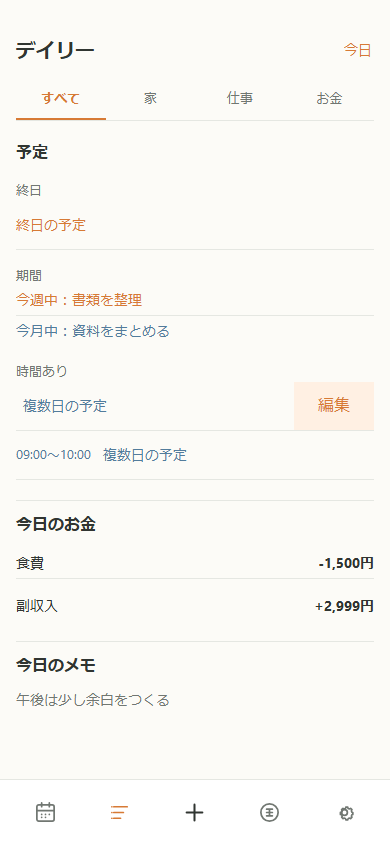 デイリー
今日
すべて 家 仕事 お金
予定
終日
終日の予定
期間
今週中：書類を整理
今月中：資料をまとめる
時間あり
複数日の予定 編集
09:00〜10:00 複数日の予定
今日のお金
食費 -1,500円
副収入 +2,999円
今日のメモ
午後は少し余白をつくる